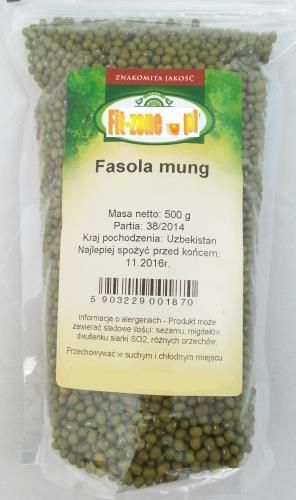 ZNAKOMITA JAKOŚĆ
Fit-zone pl
Fasola mung
Masa netto: 500 g
Partia: 38/2014
Kraj pochodzenia: Uzbekistan
Najlepiej spożyć przed końcem:
11.2016r.
5 903229 001870
Informacja o alergenach - Produkt może
zawierać śladowe ilości: sezamu, migdałów,
dwutlenku siarki SO2, różnych orzechów.
Przechowywać w suchym i chłodnym miejscu